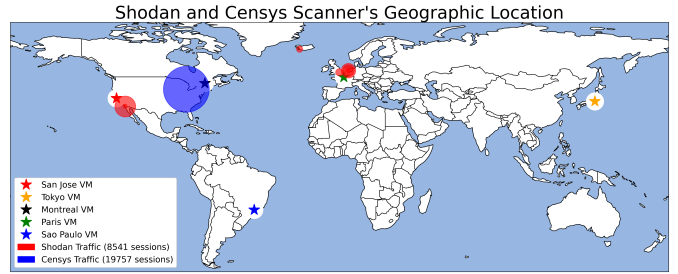 Shodan and Censys Scanner's Geographic Location
San Jose VM
Tokyo VM
Montreal VM
Paris VM
Sao Paulo VM
Shodan Traffic (8541 sessions)
Censys Traffic (19757 sessions)